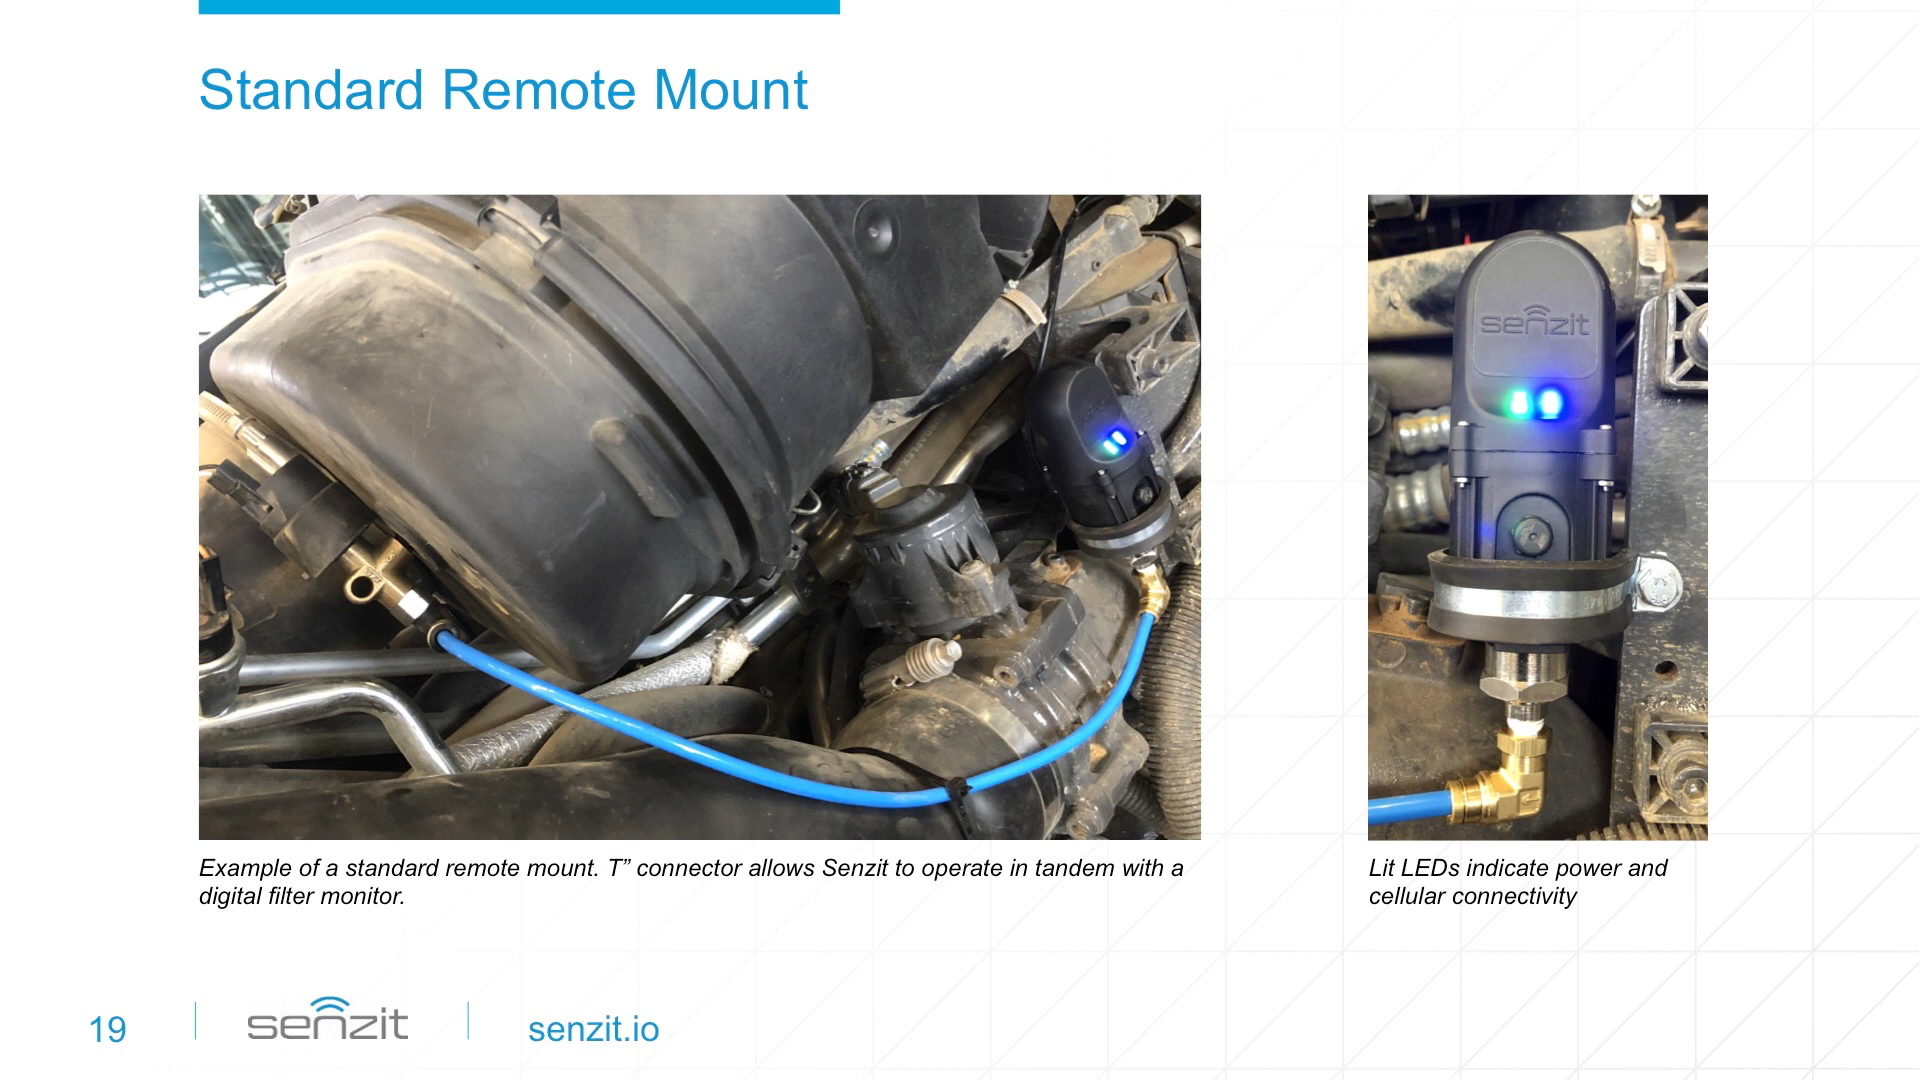 Standard Remote Mount
senzit
Example of a standard remote mount. T” connector allows Senzit to operate in tandem with a
digital filter monitor.
Lit LEDs indicate power and
cellular connectivity
19
senzit
senzit.io